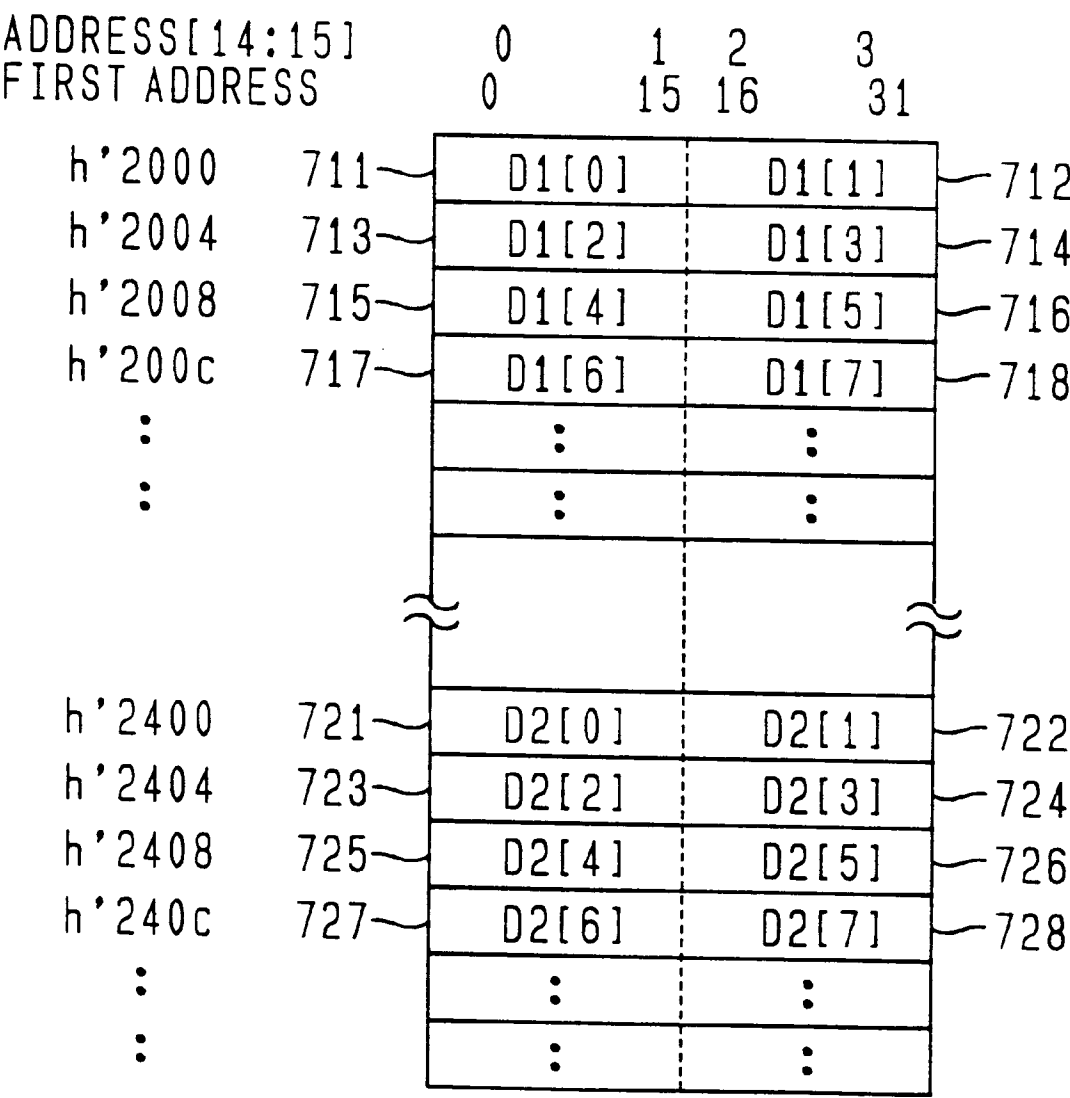 ADDRESS[14:15] 0 1 2 3
FIRST ADDRESS 0 15 16 31
h'2000 711 D1[0] D1[1] 712
h'2004 713 D1[2] D1[3] 714
h'2008 715 D1[4] D1[5] 716
h'200c 717 D1[6] D1[7] 718
h'2400 721 D2[0] D2[1] 722
h'2404 723 D2[2] D2[3] 724
h'2408 725 D2[4] D2[5] 726
h'240c 727 D2[6] D2[7] 728